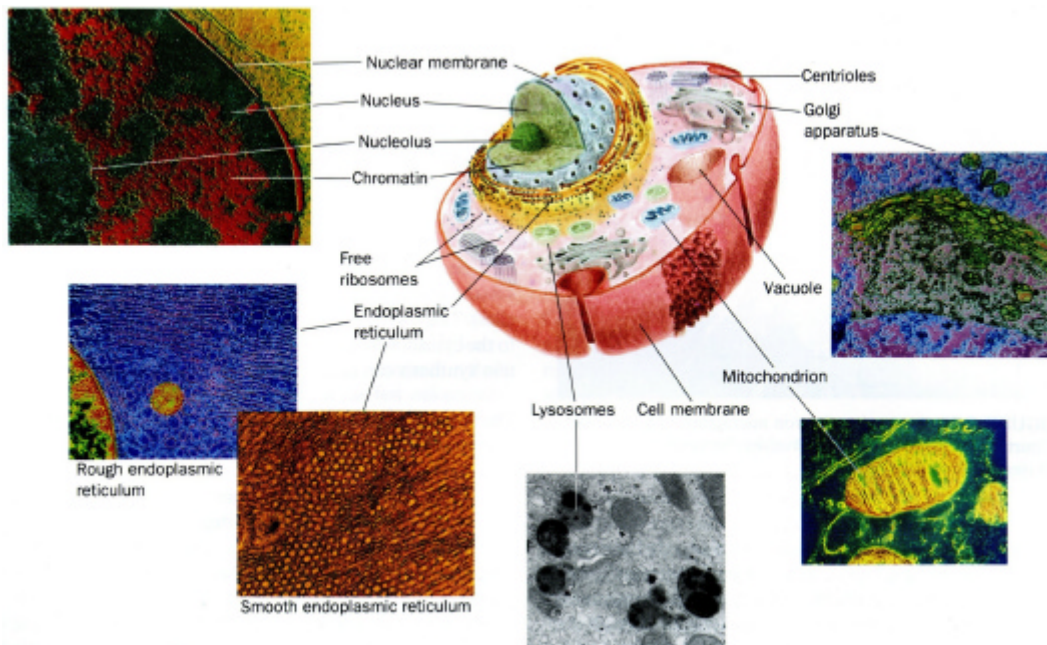 Nuclear membrane
Nucleus
Nucleolus
Chromatin
Free
ribosomes
Endoplasmic
reticulum
Rough endoplasmic
reticulum
Smooth endoplasmic reticulum
Lysosomes
Cell membrane
Mitochondrion
Vacuole
Centrioles
Golgi
apparatus